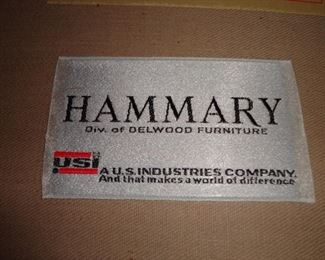 HAMMARY
Div. of DELWOOD FURNITURE
usi
A U.S. INDUSTRIES COMPANY.
And that makes a world of difference